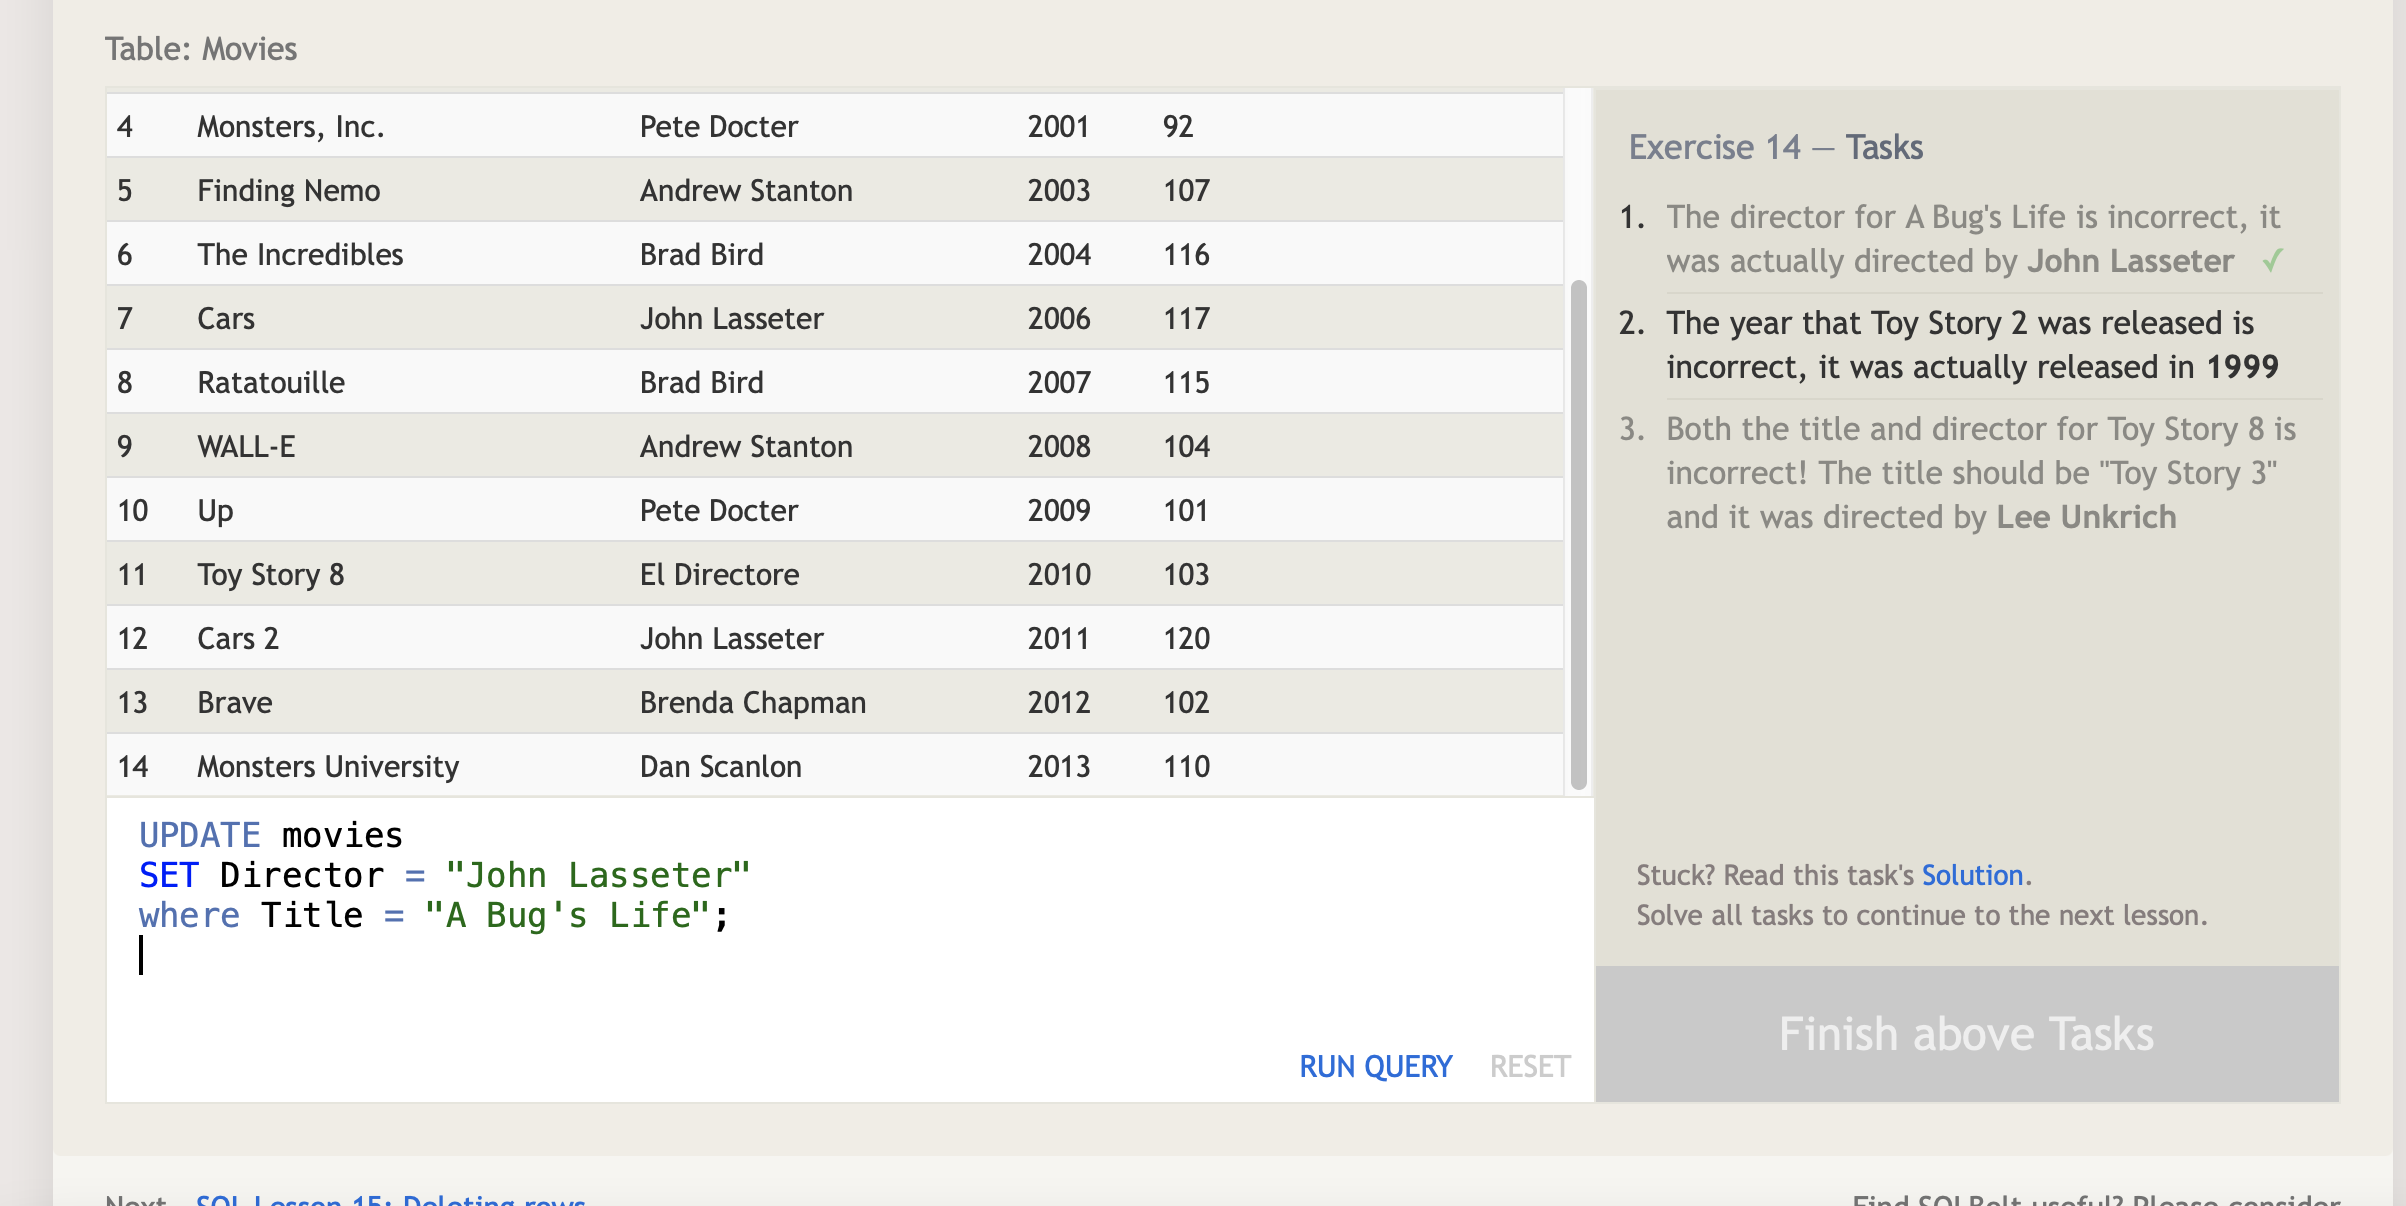 Table: Movies
4 Monsters, Inc. Pete Docter 2001 92
5 Finding Nemo Andrew Stanton 2003 107
6 The Incredibles Brad Bird 2004 116
7 Cars John Lasseter 2006 117
8 Ratatouille Brad Bird 2007 115
9 WALL-E Andrew Stanton 2008 104
10 Up Pete Docter 2009 101
11 Toy Story 8 El Directore 2010 103
12 Cars 2 John Lasseter 2011 120
13 Brave Brenda Chapman 2012 102
14 Monsters University Dan Scanlon 2013 110
UPDATE movies
SET Director = "John Lasseter"
where Title = "A Bug's Life";
RUN QUERY RESET
Exercise 14 — Tasks
1. The director for A Bug's Life is incorrect, it
was actually directed by John Lasseter ✓
2. The year that Toy Story 2 was released is
incorrect, it was actually released in 1999
3. Both the title and director for Toy Story 8 is
incorrect! The title should be "Toy Story 3"
and it was directed by Lee Unkrich
Stuck? Read this task's Solution.
Solve all tasks to continue to the next lesson.
Finish above Tasks
Next SQL Lesson 15: Deleting rows
Find SQLBolt useful? Please consider